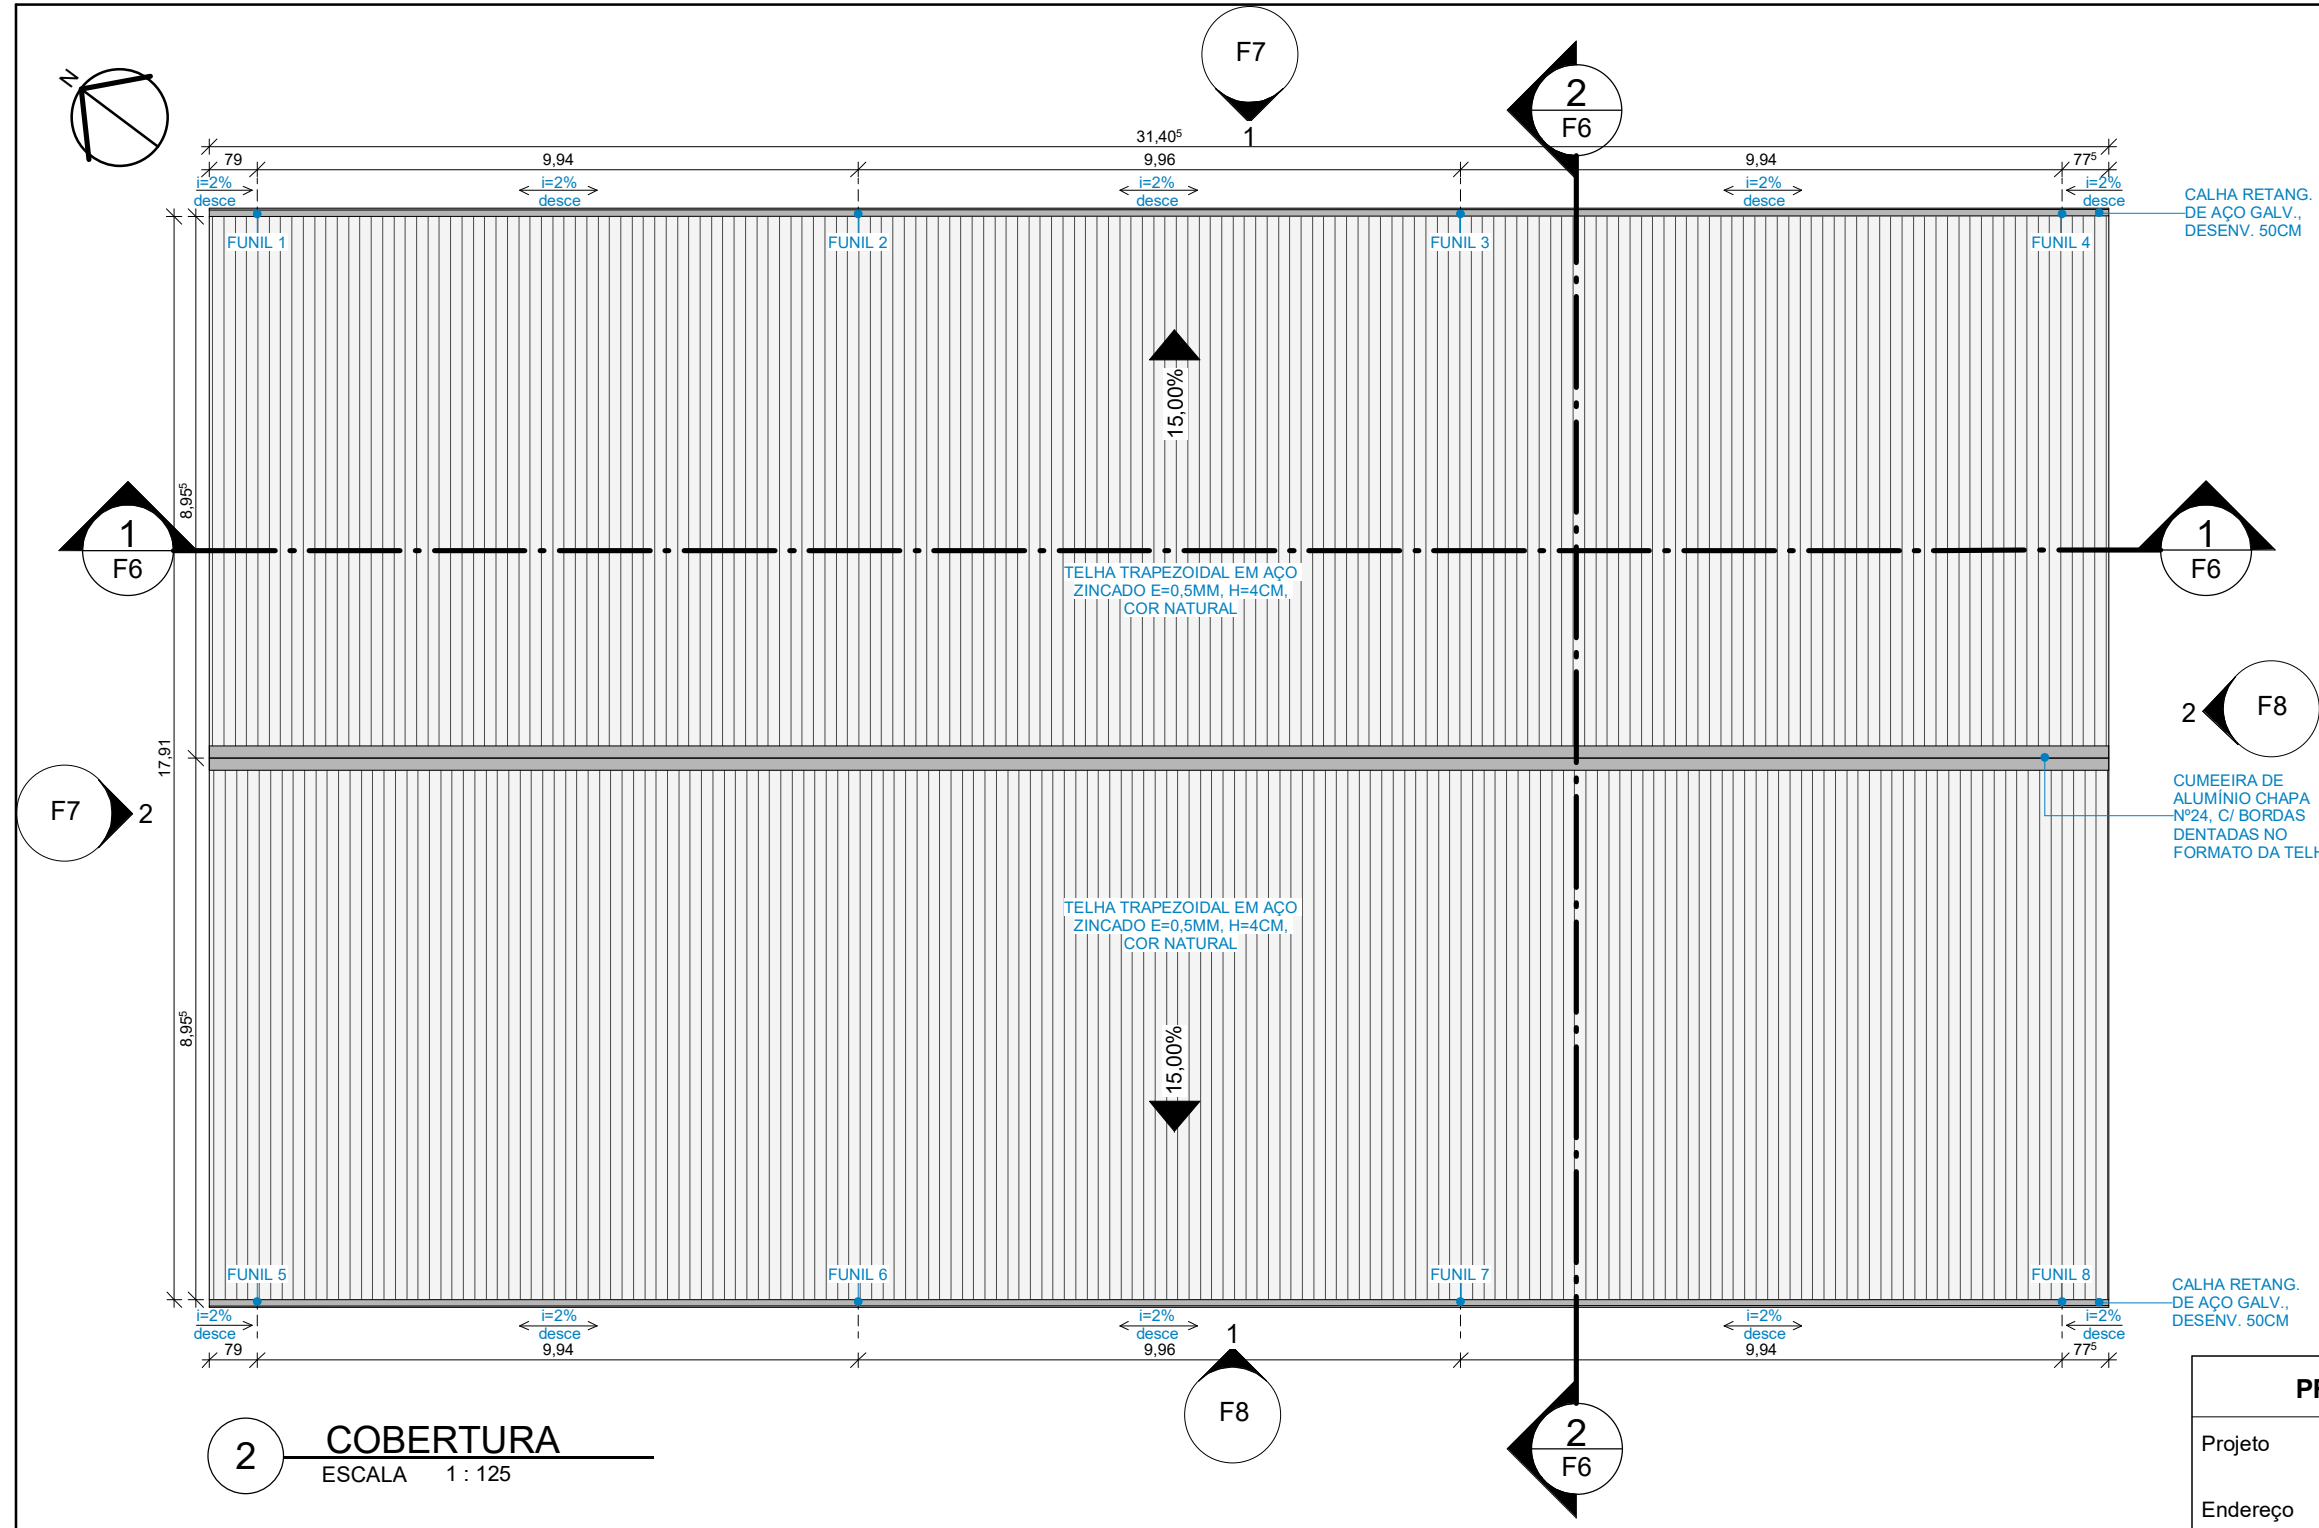 F7
1
N
2
F6
31,40⁵
79
9,94
9,96
9,94
77⁵
i=2%
desce
i=2%
desce
i=2%
desce
i=2%
desce
i=2%
desce
CALHA RETANG.
DE AÇO GALV.,
DESENV. 50CM
FUNIL 1
FUNIL 2
FUNIL 3
FUNIL 4
15,00%
8,95⁵
1
F6
1
F6
TELHA TRAPEZOIDAL EM AÇO
ZINCADO E=0,5MM, H=4CM,
COR NATURAL
2
F8
17,91
F7
2
CUMEEIRA DE
ALUMÍNIO CHAPA
Nº24, C/ BORDAS
DENTADAS NO
FORMATO DA TELH
TELHA TRAPEZOIDAL EM AÇO
ZINCADO E=0,5MM, H=4CM,
COR NATURAL
8,95⁵
15,00%
FUNIL 5
FUNIL 6
FUNIL 7
FUNIL 8
CALHA RETANG.
DE AÇO GALV.,
DESENV. 50CM
i=2%
desce
i=2%
desce
i=2%
desce
i=2%
desce
i=2%
desce
79
9,94
9,96
9,94
77⁵
1
F8
2
F6
2
COBERTURA
ESCALA 1 : 125
Projeto
Endereço